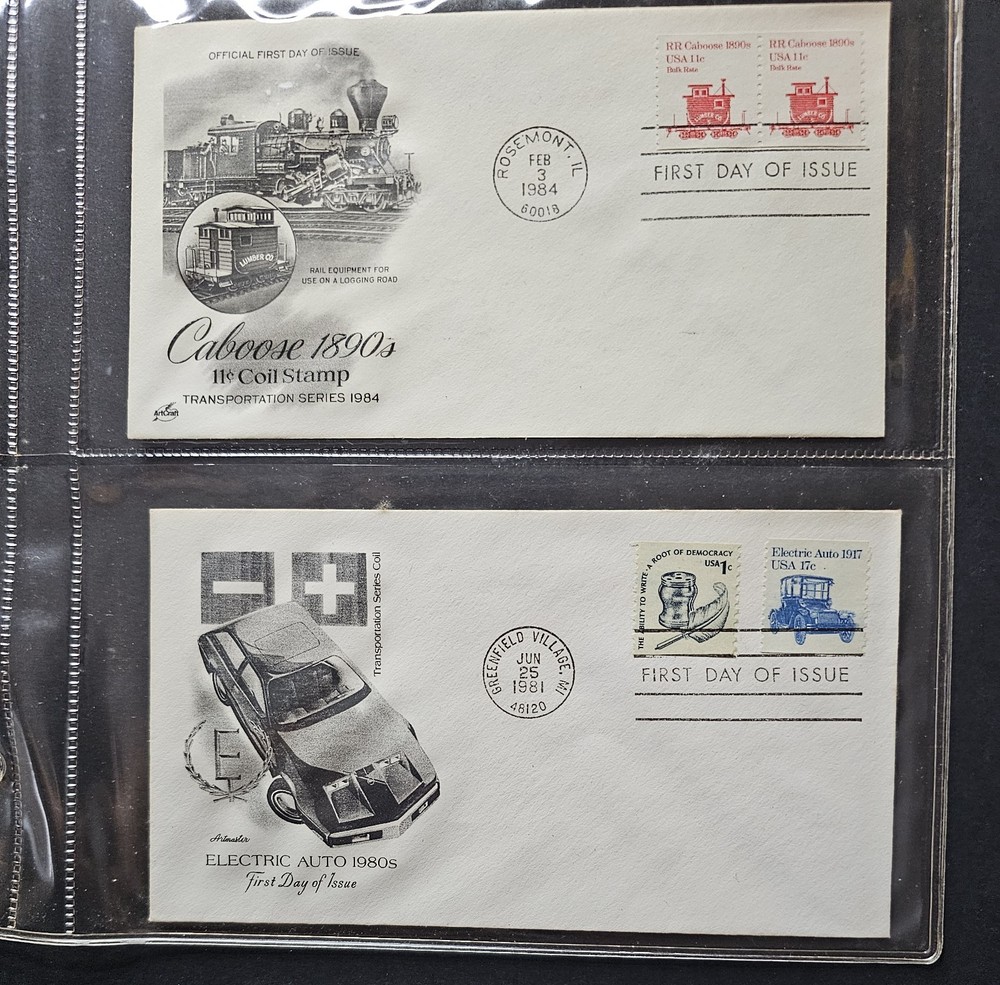 OFFICIAL FIRST DAY OF ISSUE
LUMBER CO
RAIL EQUIPMENT FOR
USE ON A LOGGING ROAD
Caboose 1890s
11¢ Coil Stamp
TRANSPORTATION SERIES 1984
ArtCraft
ROSEMONT, IL
FEB
3
1984
60018
RR Caboose 1890s
USA 11c
Bulk Rate
LUMBER CO
RR Caboose 1890s
USA 11c
Bulk Rate
LUMBER CO
FIRST DAY OF ISSUE
Transportation Series Coil
E
Artmaster
ELECTRIC AUTO 1980s
First Day of Issue
GREENFIELD VILLAGE, MI
JUN
25
1981
48120
THE ABILITY TO WRITE·A ROOT OF DEMOCRACY
USA 1c
Electric Auto 1917
USA 17c
FIRST DAY OF ISSUE